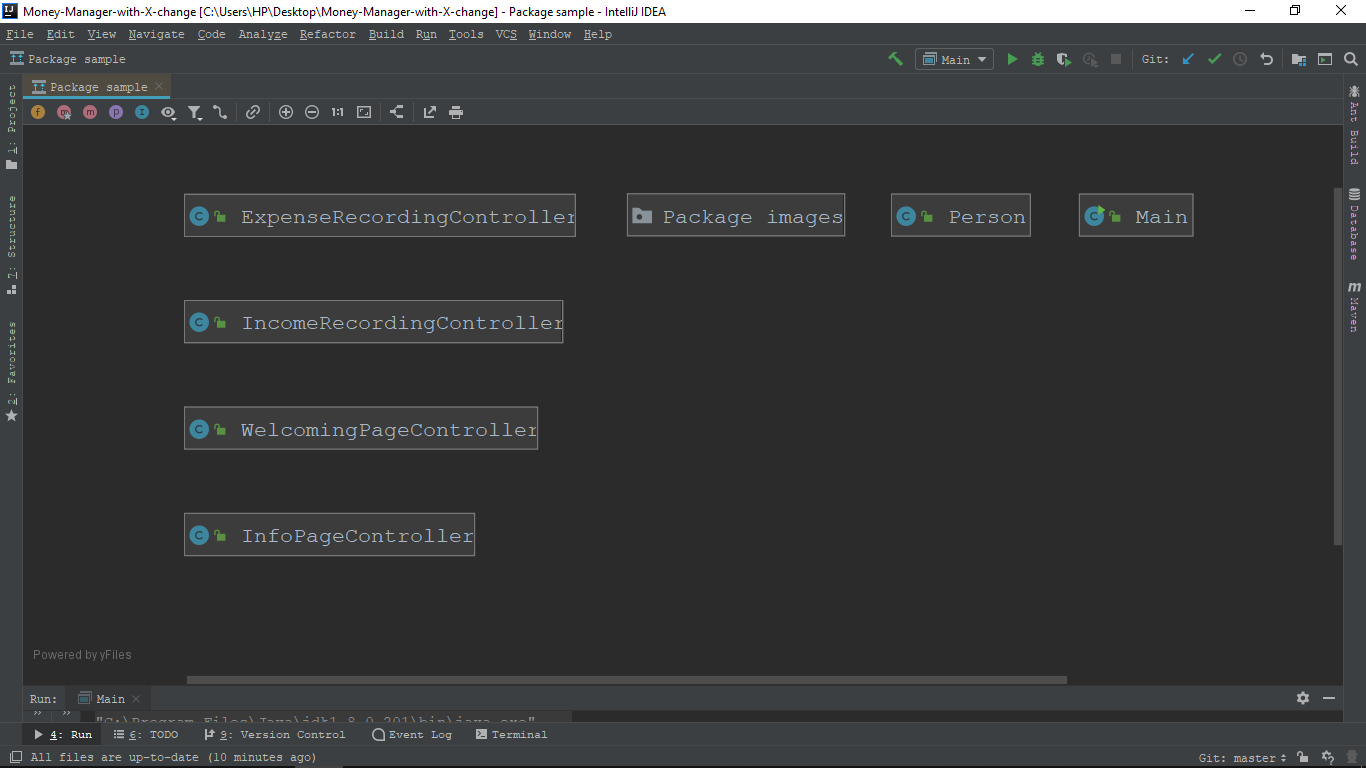 Money-Manager-with-X-change [C:\Users\HP\Desktop\Money-Manager-with-X-change] - Package sample - IntelliJ IDEA
File Edit View Navigate Code Analyze Refactor Build Run Tools VCS Window Help
Package sample
Main
Git:
Package sample
1:1
1: Project
7: Structure
2: Favorites
Ant Build
Database
Maven
ExpenseRecordingController
Package images
Person
Main
IncomeRecordingController
WelcomingPageController
InfoPageController
Powered by yFiles
Run: Main
"C:\Program Files\Java\jdk1.8.0_201\bin\java.exe"
4: Run 6: TODO 9: Version Control Event Log Terminal
All files are up-to-date (10 minutes ago)
Git: master